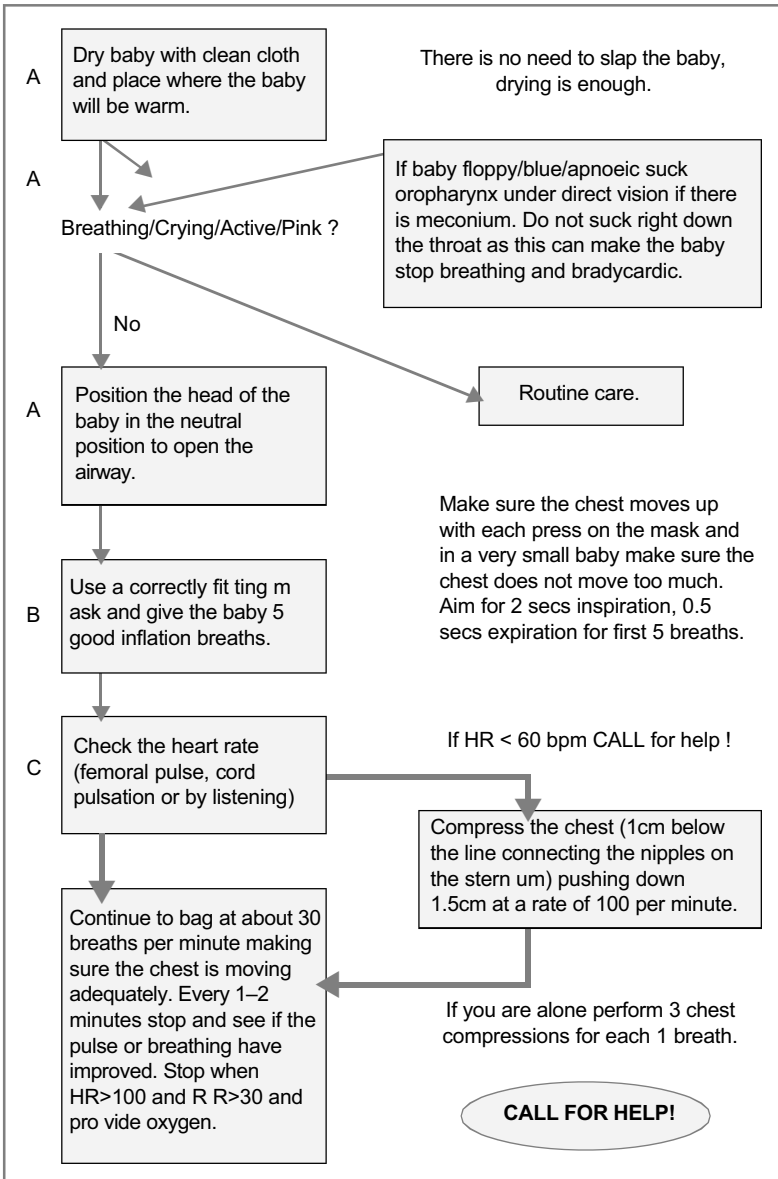 A
Dry baby with clean cloth
and place where the baby
will be warm.
There is no need to slap the baby,
drying is enough.
A
If baby floppy/blue/apnoeic suck
oropharynx under direct vision if there
is meconium. Do not suck right down
the throat as this can make the baby
stop breathing and bradycardic.
Breathing/Crying/Active/Pink ?
No
Routine care.
A
Position the head of the
baby in the neutral
position to open the
airway.
Make sure the chest moves up
with each press on the mask and
in a very small baby make sure the
chest does not move too much.
Aim for 2 secs inspiration, 0.5
secs expiration for first 5 breaths.
B
Use a correctly fit ting m
ask and give the baby 5
good inflation breaths.
C
Check the heart rate
(femoral pulse, cord
pulsation or by listening)
If HR < 60 bpm CALL for help !
Compress the chest (1cm below
the line connecting the nipples on
the stern um) pushing down
1.5cm at a rate of 100 per minute.
Continue to bag at about 30
breaths per minute making
sure the chest is moving
adequately. Every 1–2
minutes stop and see if the
pulse or breathing have
improved. Stop when
HR>100 and R R>30 and
pro vide oxygen.
If you are alone perform 3 chest
compressions for each 1 breath.
CALL FOR HELP!